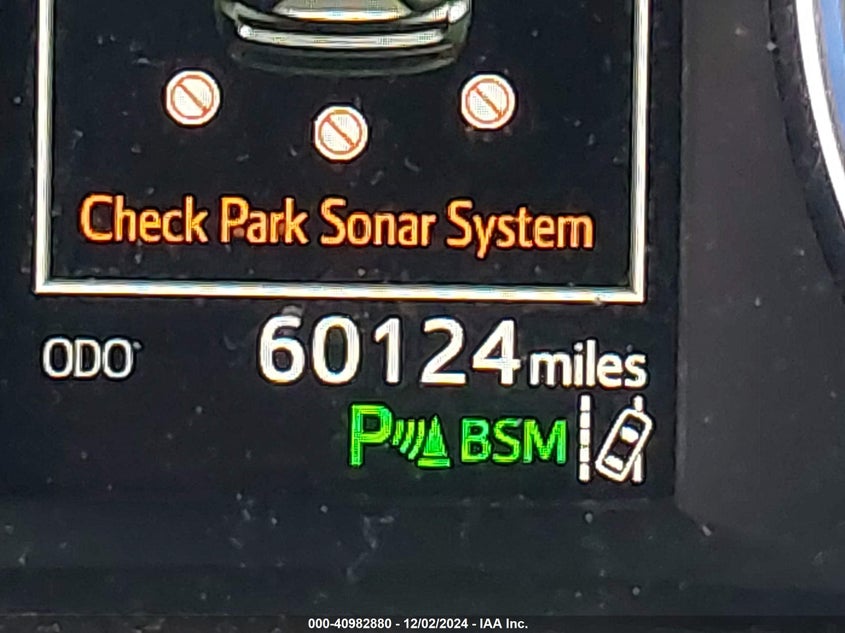 Check Park Sonar System
ODO 60124 miles
P BSM
000-40982880 - 12/02/2024 - IAA Inc.